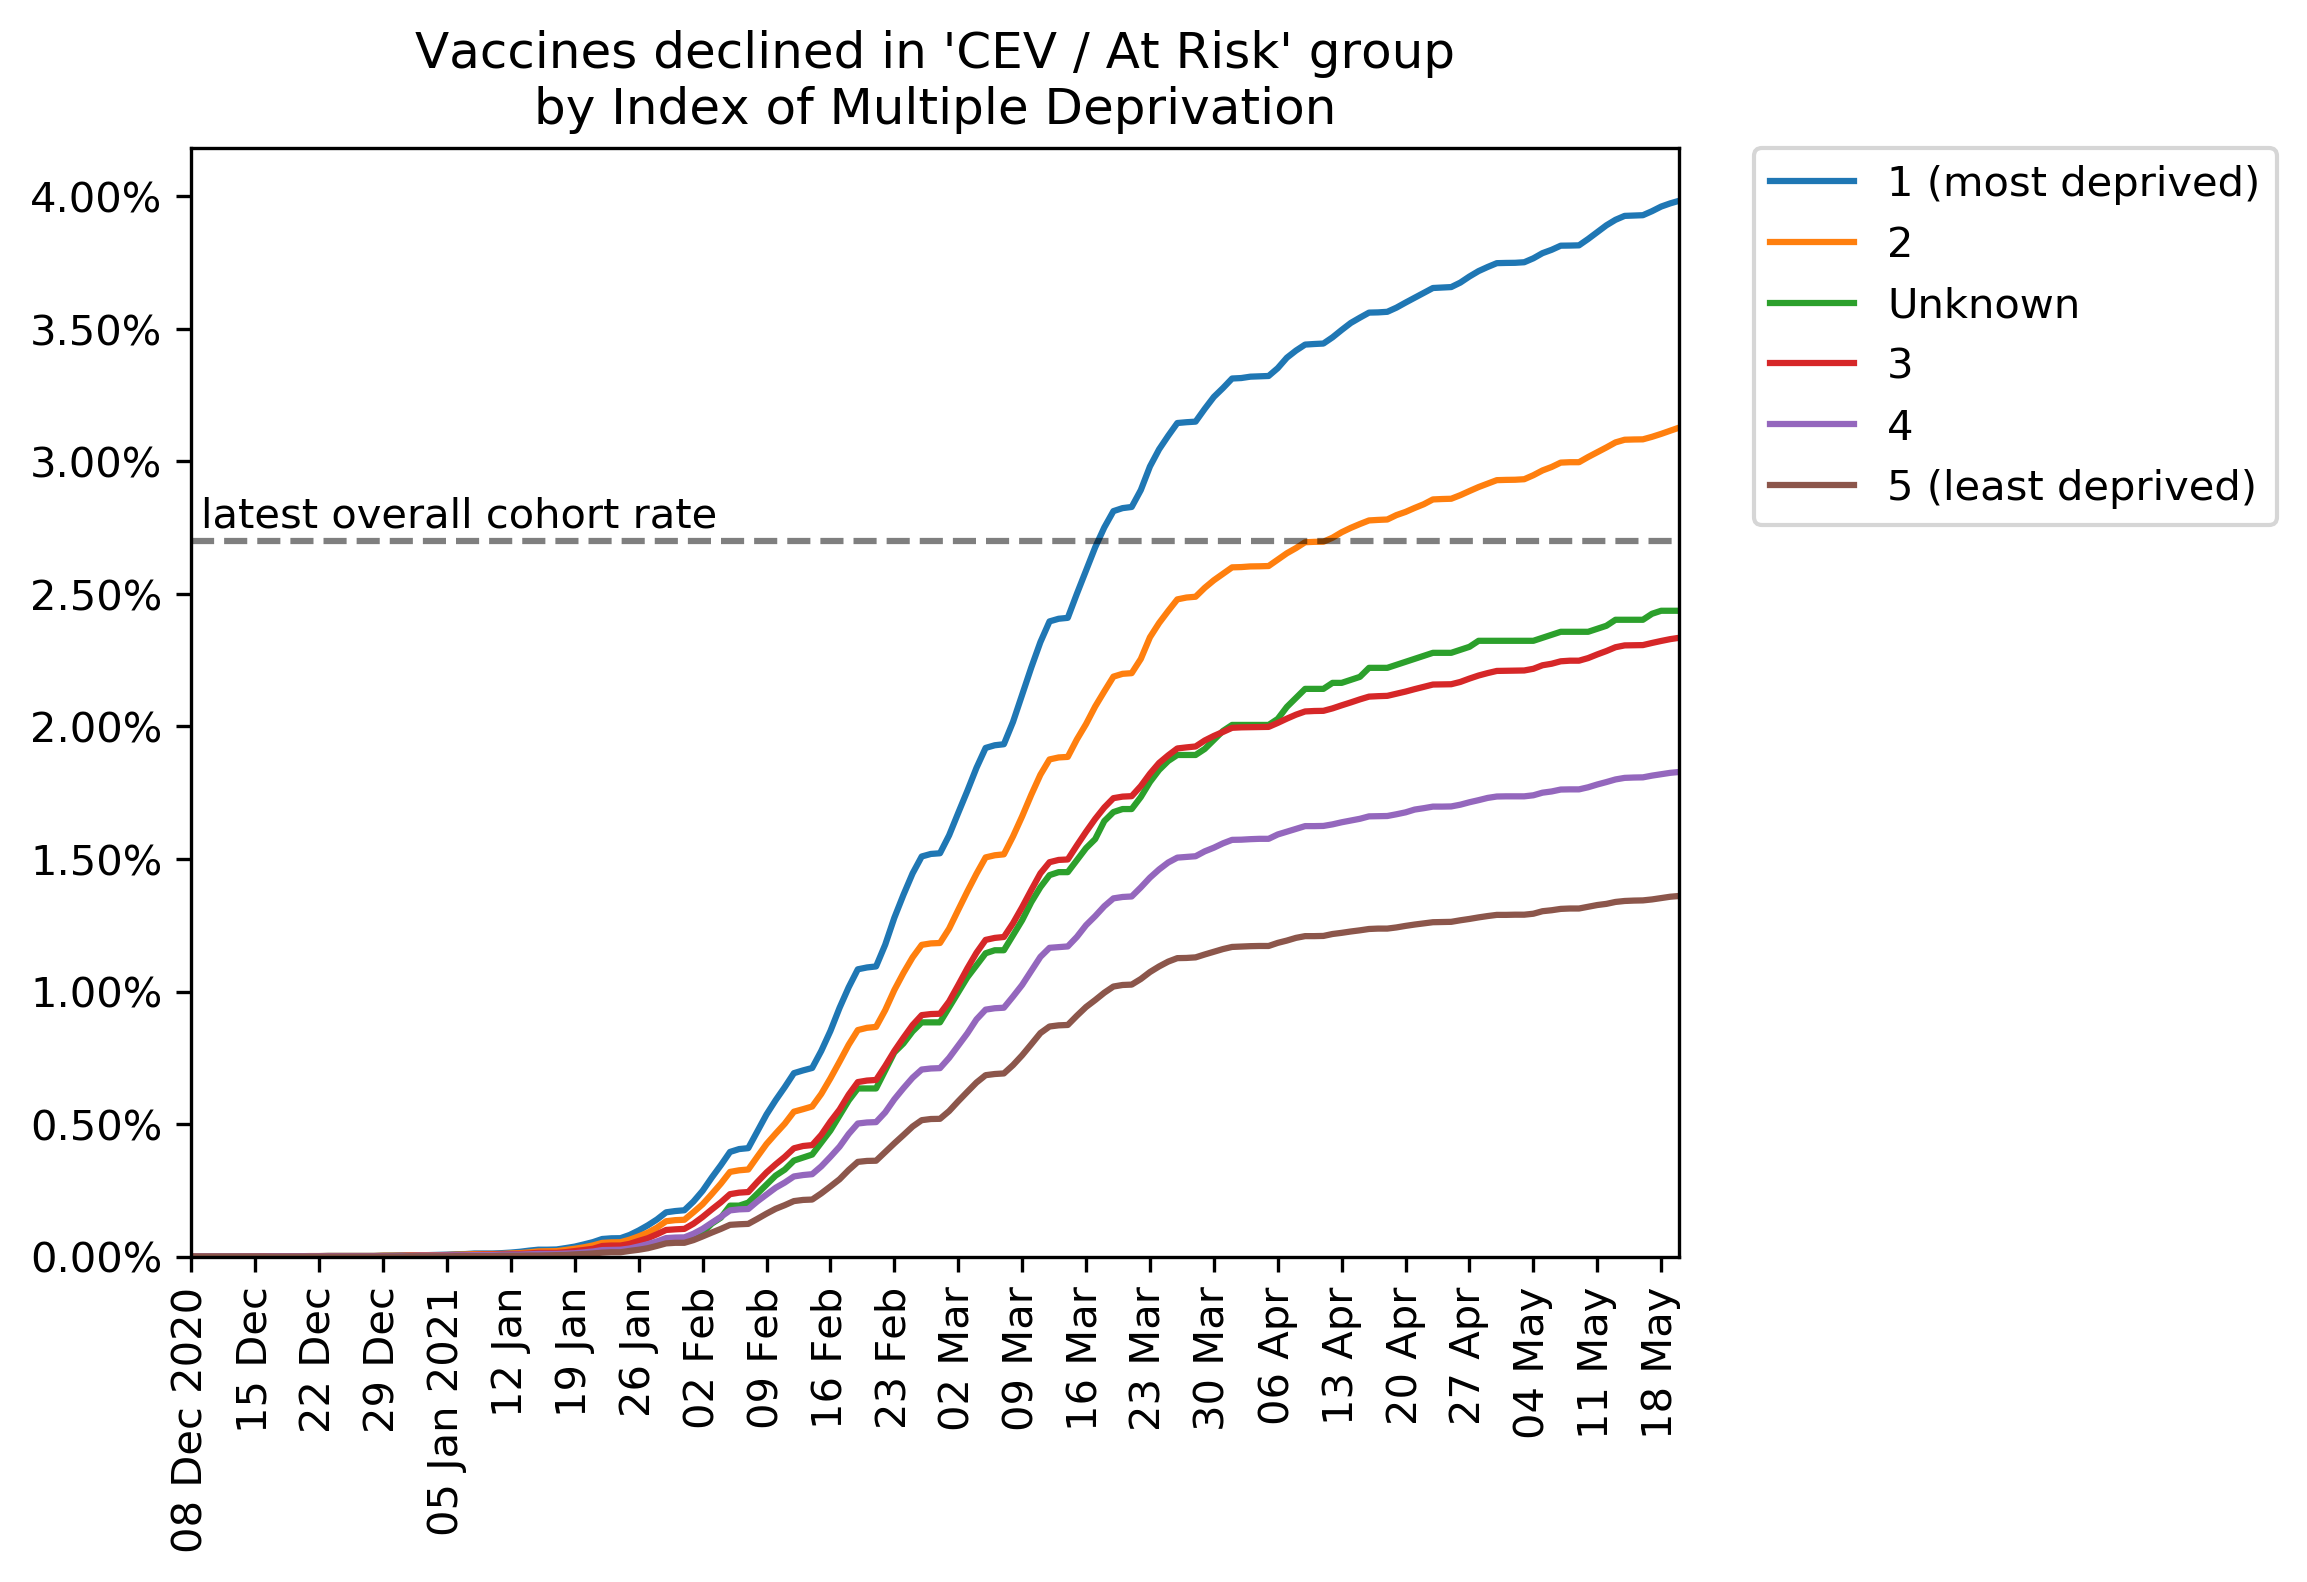 Vaccines declined in 'CEV / At Risk' group
by Index of Multiple Deprivation
4.00%
3.50%
3.00%
2.50%
2.00%
1.50%
1.00%
0.50%
0.00%
latest overall cohort rate
1 (most deprived)
2
Unknown
3
4
5 (least deprived)
08 Dec 2020
15 Dec
22 Dec
29 Dec
05 Jan 2021
12 Jan
19 Jan
26 Jan
02 Feb
09 Feb
16 Feb
23 Feb
02 Mar
09 Mar
16 Mar
23 Mar
30 Mar
06 Apr
13 Apr
20 Apr
27 Apr
04 May
11 May
18 May